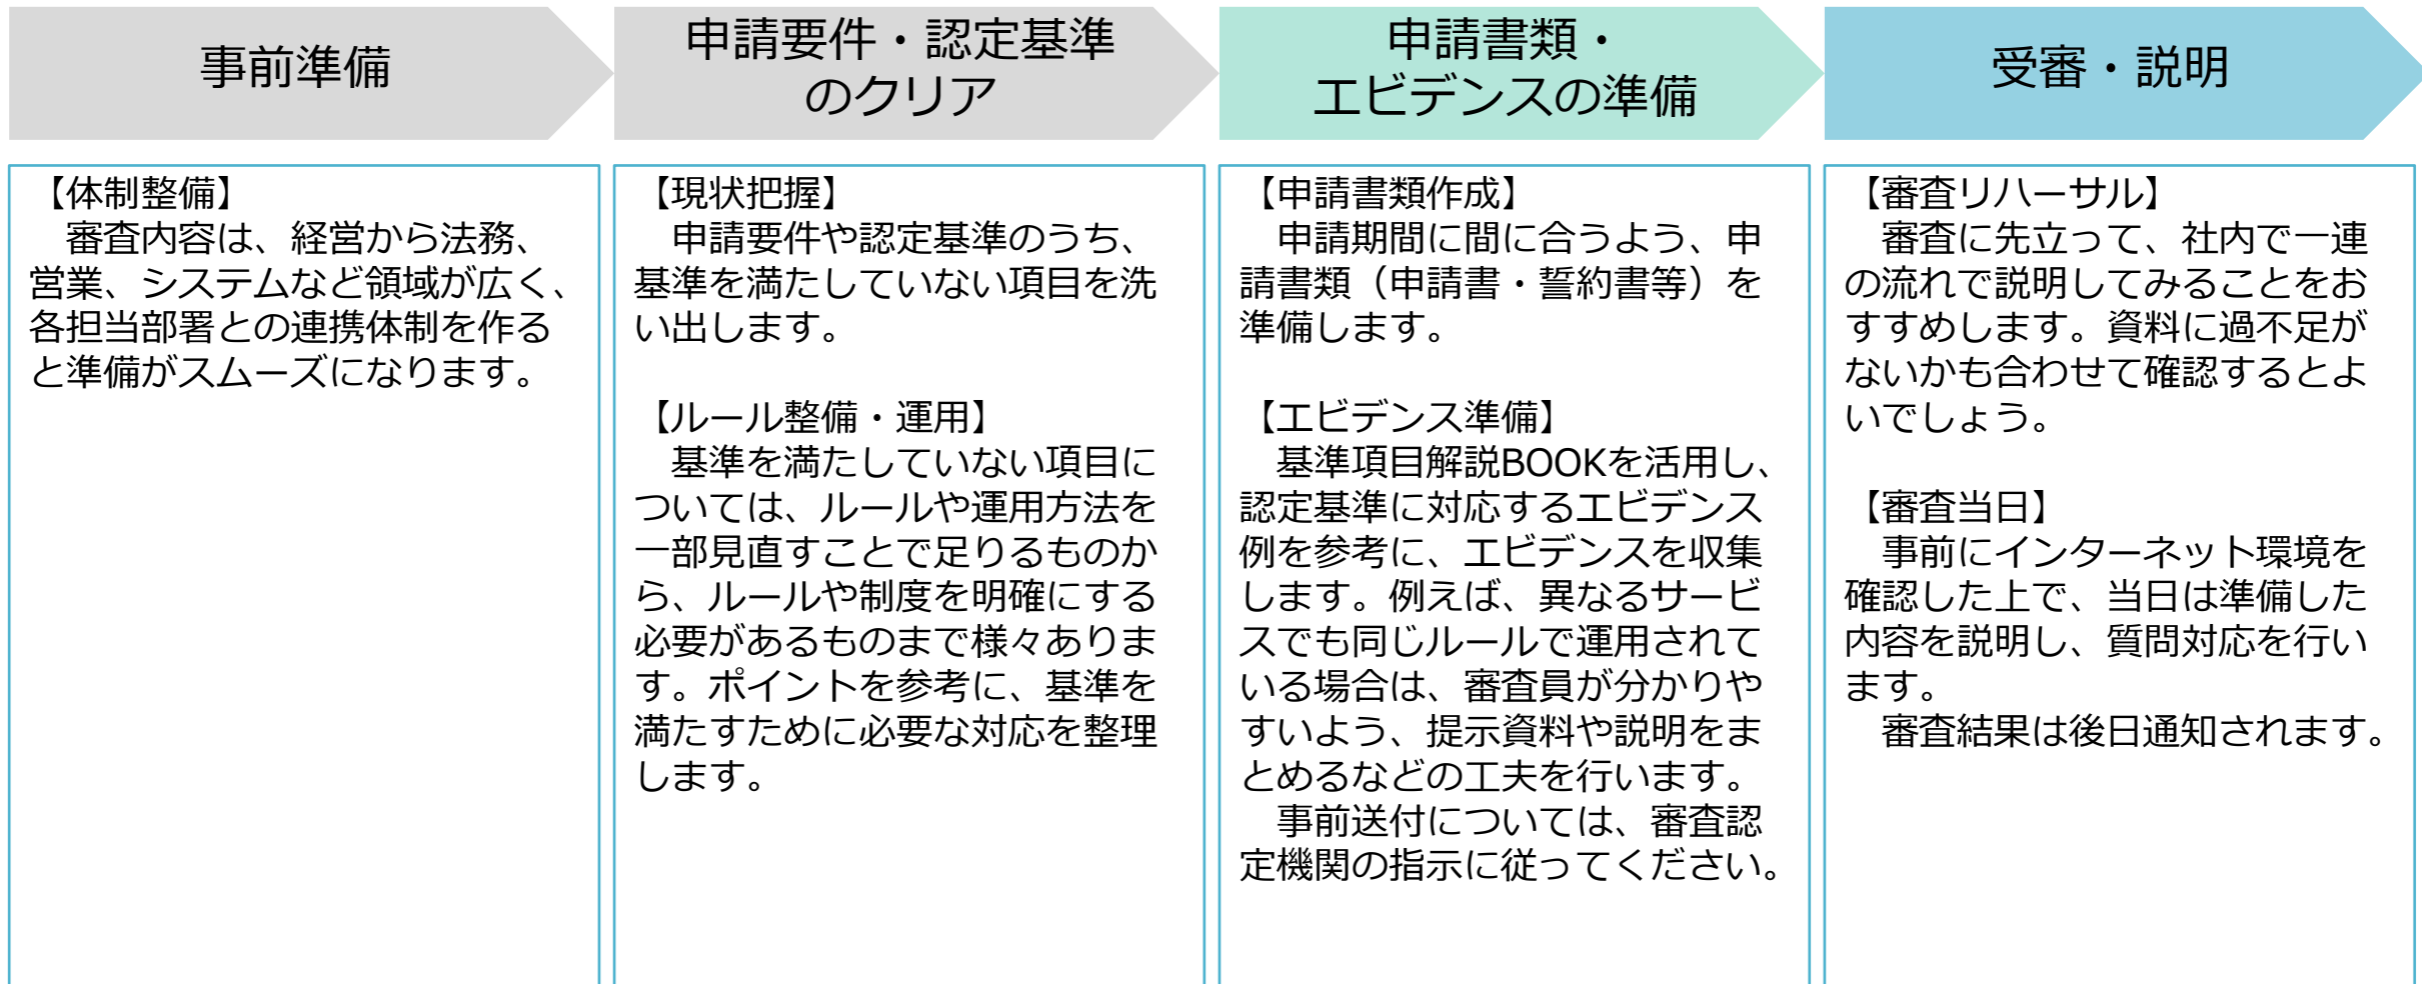 事前準備
申請要件・認定基準
のクリア
申請書類・
エビデンスの準備
受審・説明
【体制整備】
　審査内容は、経営から法務、
営業、システムなど領域が広く、
各担当部署との連携体制を作る
と準備がスムーズになります。
【現状把握】
　申請要件や認定基準のうち、
基準を満たしていない項目を洗
い出します。
【ルール整備・運用】
　基準を満たしていない項目に
ついては、ルールや運用方法を
一部見直すことで足りるものか
ら、ルールや制度を明確にする
必要があるものまで様々ありま
す。ポイントを参考に、基準を
満たすために必要な対応を整理
します。
【申請書類作成】
　申請期間に間に合うよう、申
請書類（申請書・誓約書等）を
準備します。
【エビデンス準備】
　基準項目解説BOOKを活用し、
認定基準に対応するエビデンス
例を参考に、エビデンスを収集
します。例えば、異なるサービ
スでも同じルールで運用されて
いる場合は、審査員が分かりや
すいよう、提示資料や説明をま
とめるなどの工夫を行います。
　事前送付については、審査認
定機関の指示に従ってください。
【審査リハーサル】
　審査に先立って、社内で一連
の流れで説明してみることをお
すすめします。資料に過不足が
ないかも合わせて確認するとよ
いでしょう。
【審査当日】
　事前にインターネット環境を
確認した上で、当日は準備した
内容を説明し、質問対応を行い
ます。
　審査結果は後日通知されます。